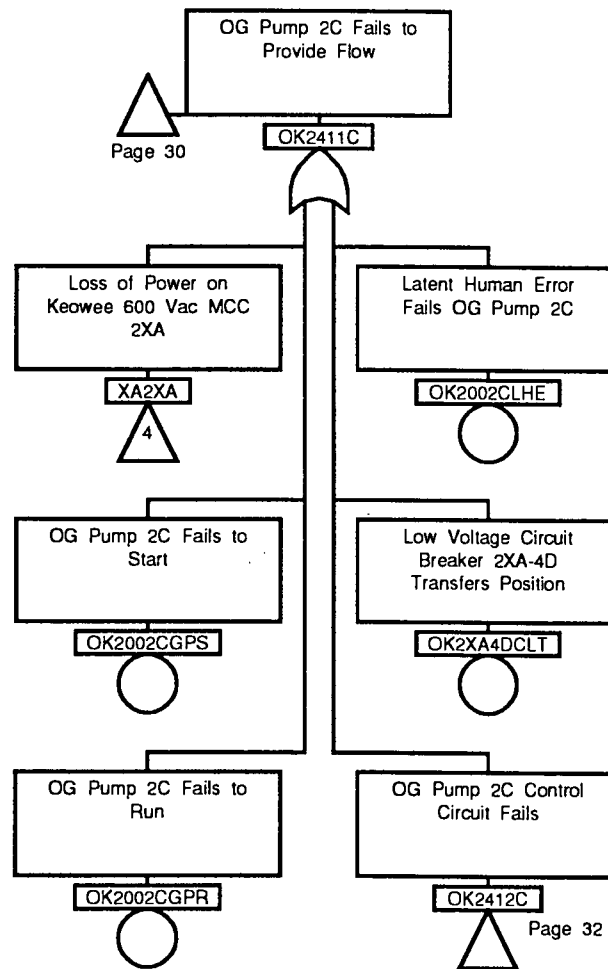 OG Pump 2C Fails to
Provide Flow
Page 30
OK2411C
Loss of Power on
Keowee 600 Vac MCC
2XA
XA2XA
4
Latent Human Error
Fails OG Pump 2C
OK2002CLHE
OG Pump 2C Fails to
Start
OK2002CGPS
Low Voltage Circuit
Breaker 2XA-4D
Transfers Position
OK2XA4DCLT
OG Pump 2C Fails to
Run
OK2002CGPR
OG Pump 2C Control
Circuit Fails
OK2412C
Page 32